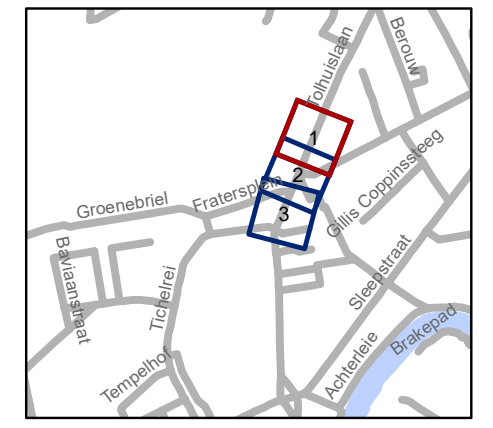 Tolhuislaan
Berouw
1
2
3
Fratersplein
Groenebriel
Gillis Coppinssteeg
Baviaanstraat
Tichelrei
Sleepstraat
Tempelhof
Achterleie
Brakepad